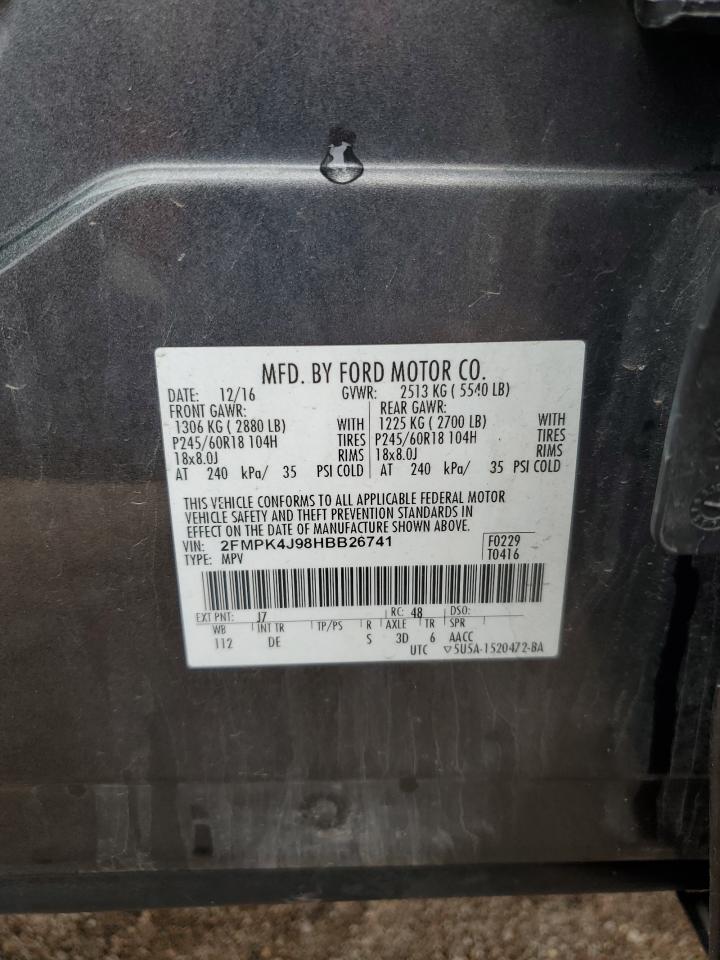 MFD. BY FORD MOTOR CO.
DATE: 12/16 GVWR: 2513 KG ( 5540 LB)
FRONT GAWR: REAR GAWR:
1306 KG ( 2880 LB) WITH 1225 KG ( 2700 LB) WITH
P245/60R18 104H TIRES P245/60R18 104H TIRES
18x8.0J RIMS 18x8.0J RIMS
AT 240 kPa/ 35 PSI COLD AT 240 kPa/ 35 PSI COLD
THIS VEHICLE CONFORMS TO ALL APPLICABLE FEDERAL MOTOR
VEHICLE SAFETY AND THEFT PREVENTION STANDARDS IN
EFFECT ON THE DATE OF MANUFACTURE SHOWN ABOVE.
VIN: 2FMPK4J98HBB26741 F0229
TYPE: MPV T0416
EXT PNT: J7 RC: 48 DSO:
WB INT TR TP/PS R AXLE TR SPR
112 DE S 3D 6 AACC
UTC ▽5U5A-1520472-BA